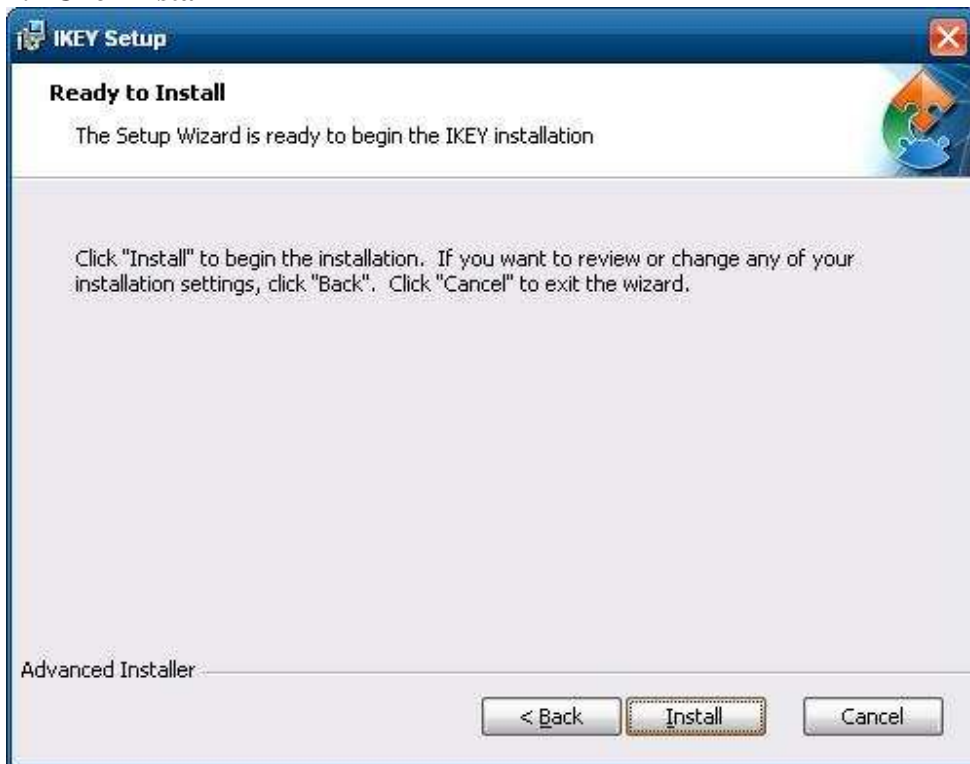 IKEY Setup
Ready to Install
The Setup Wizard is ready to begin the IKEY installation
Click "Install" to begin the installation. If you want to review or change any of your
installation settings, click "Back". Click "Cancel" to exit the wizard.
Advanced Installer
< Back Install Cancel